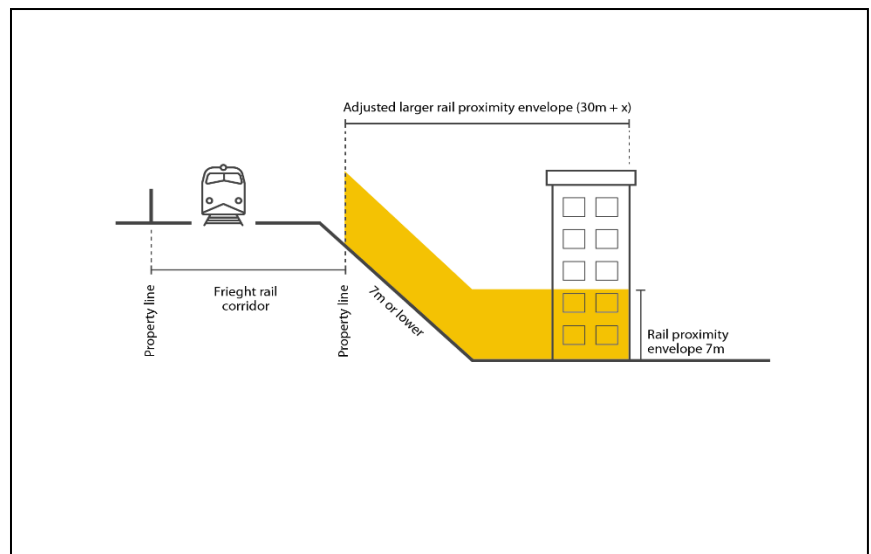 Adjusted larger rail proximity envelope (30m + x)
Frieght rail
corridor
Property line
Property line
7m or lower
Rail proximity
envelope 7m